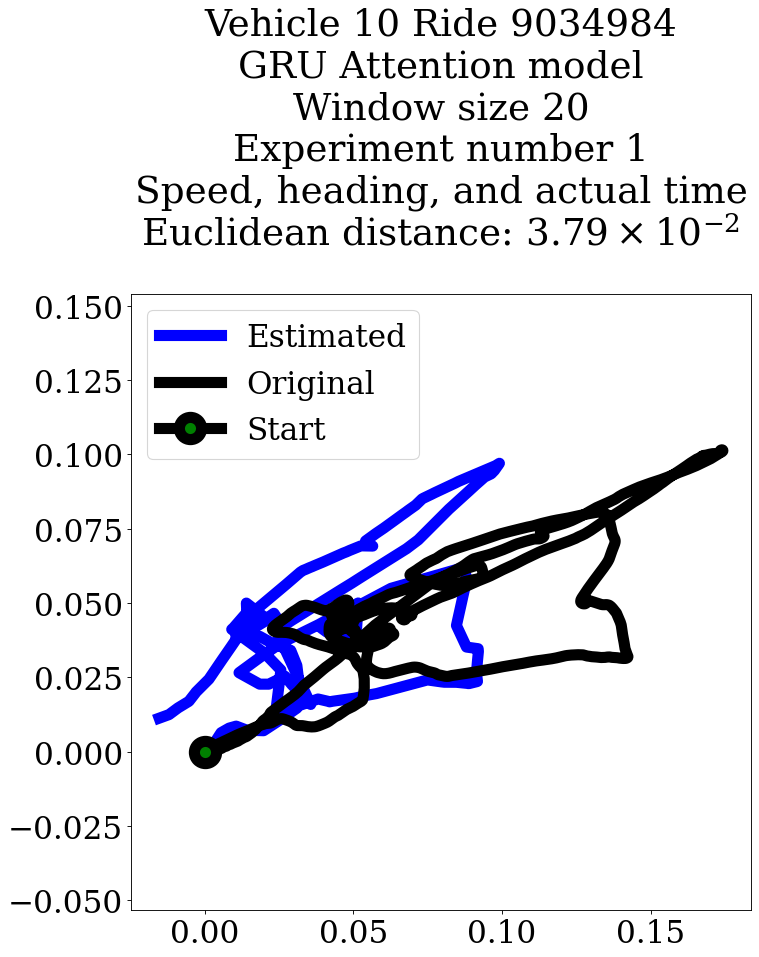 Vehicle 10 Ride 9034984
GRU Attention model
Window size 20
Experiment number 1
Speed, heading, and actual time
Euclidean distance: 3.79 × 10⁻²
0.150
0.125
0.100
0.075
0.050
0.025
0.000
−0.025
−0.050
Estimated
Original
Start
0.00 0.05 0.10 0.15